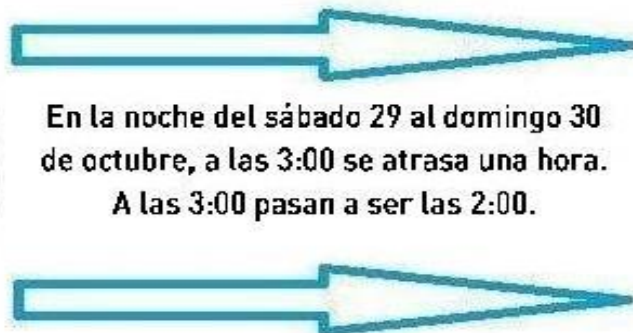 En la noche del sábado 29 al domingo 30
de octubre, a las 3:00 se atrasa una hora.
A las 3:00 pasan a ser las 2:00.